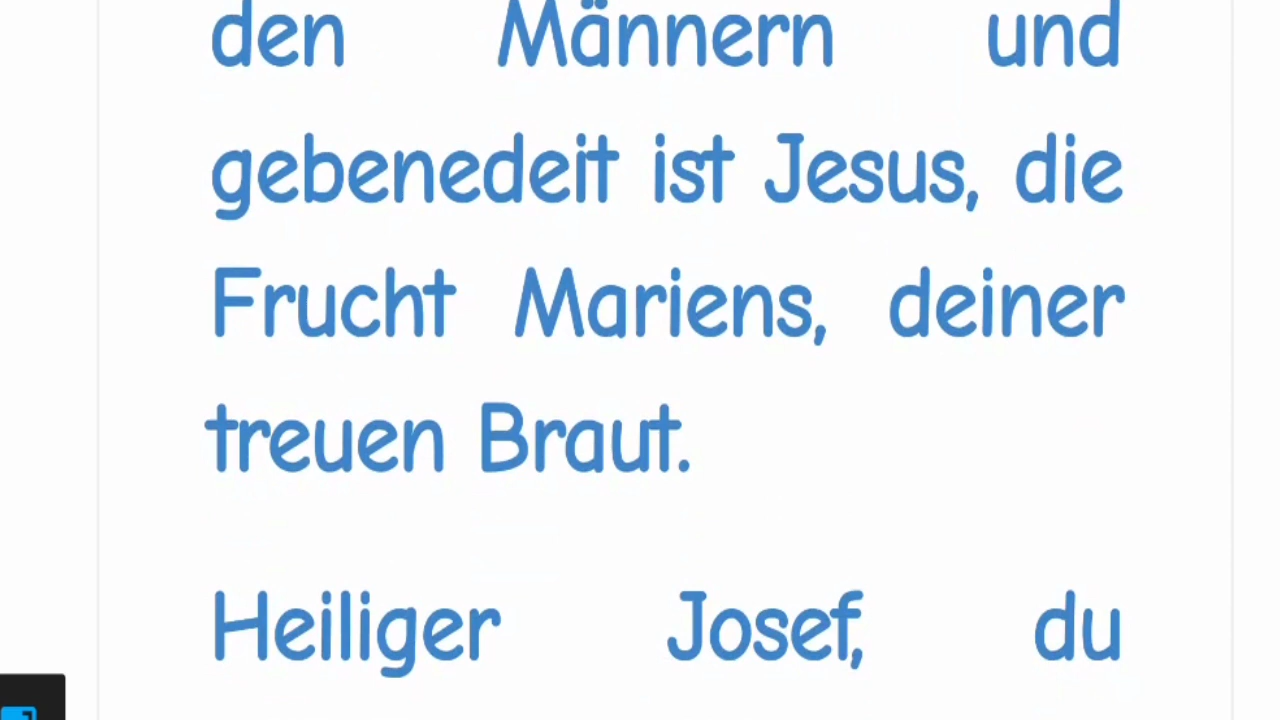 den Männern und
gebenedeit ist Jesus, die
Frucht Mariens, deiner
treuen Braut.
Heiliger Josef, du